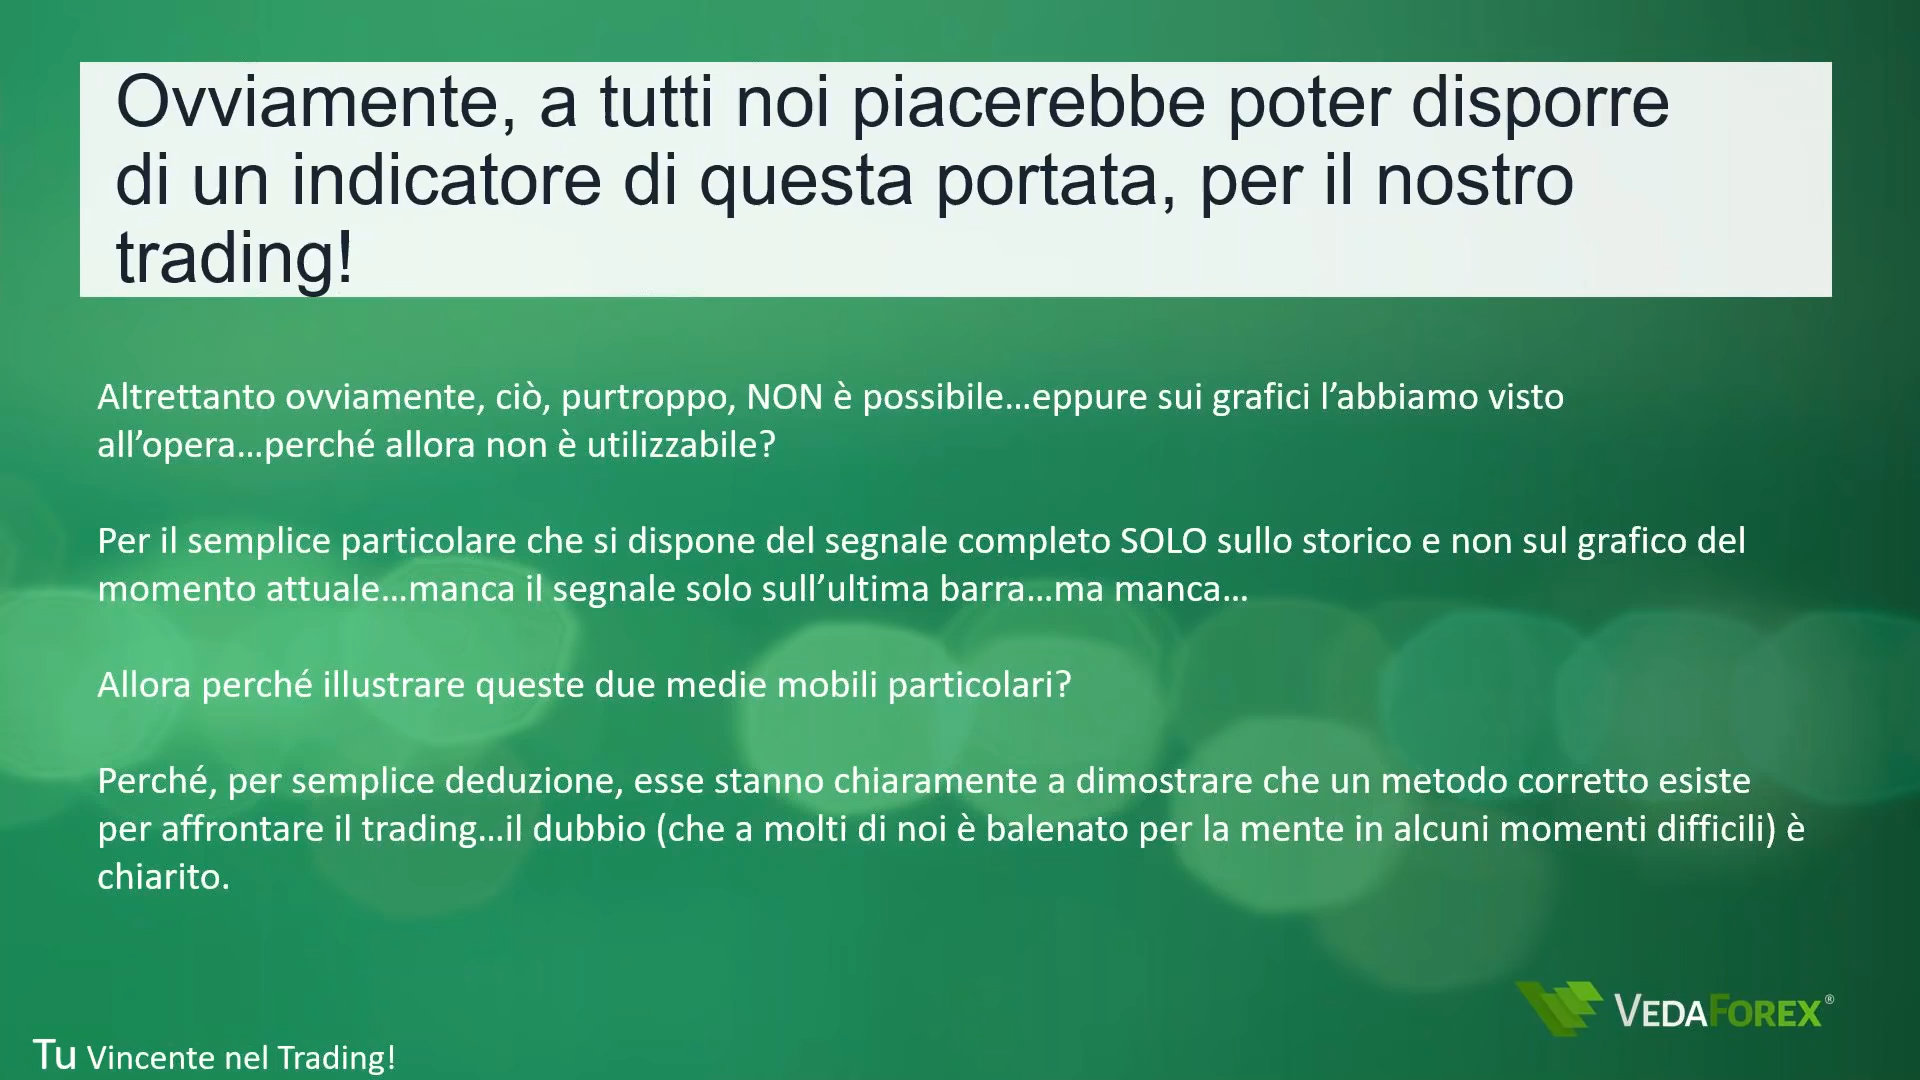 Ovviamente, a tutti noi piacerebbe poter disporre
di un indicatore di questa portata, per il nostro
trading!
Altrettanto ovviamente, ciò, purtroppo, NON è possibile…eppure sui grafici l’abbiamo visto
all’opera…perché allora non è utilizzabile?
Per il semplice particolare che si dispone del segnale completo SOLO sullo storico e non sul grafico del
momento attuale…manca il segnale solo sull’ultima barra…ma manca…
Allora perché illustrare queste due medie mobili particolari?
Perché, per semplice deduzione, esse stanno chiaramente a dimostrare che un metodo corretto esiste
per affrontare il trading…il dubbio (che a molti di noi è balenato per la mente in alcuni momenti difficili) è
chiarito.
VEDAFOREX®
Tu Vincente nel Trading!